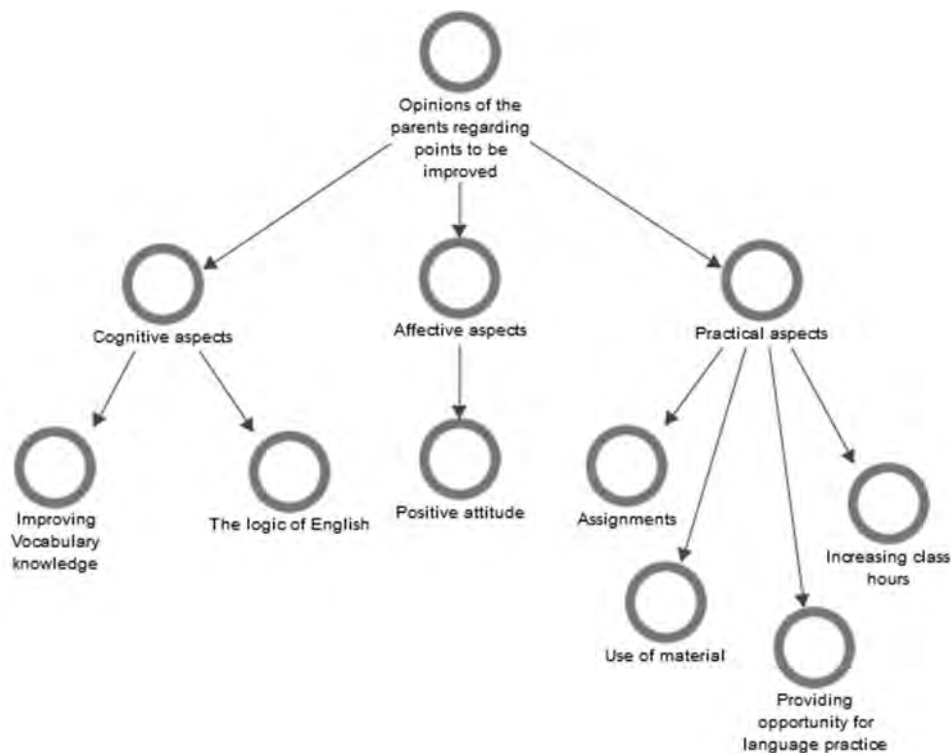 Opinions of the
parents regarding
points to be
improved
Cognitive aspects
Affective aspects
Practical aspects
Improving
Vocabulary
knowledge
The logic of English
Positive attitude
Assignments
Increasing class
hours
Use of material
Providing
opportunity for
language practice